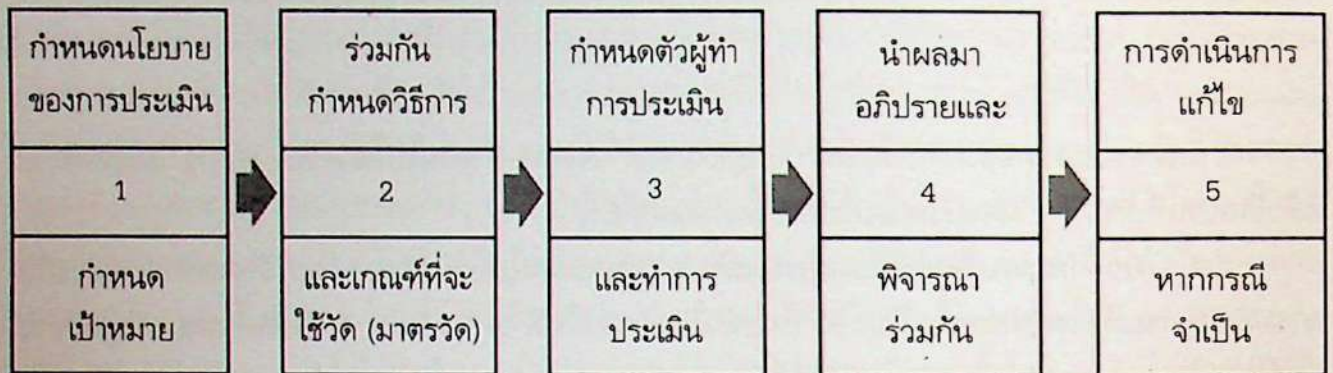 กำหนดนโยบาย
ของการประเมิน
1
กำหนด
เป้าหมาย
ร่วมกัน
กำหนดวิธีการ
2
และเกณฑ์ที่จะ
ใช้วัด (มาตรวัด)
กำหนดตัวผู้ทำ
การประเมิน
3
และทำการ
ประเมิน
นำผลมา
อภิปรายและ
4
พิจารณา
ร่วมกัน
การดำเนินการ
แก้ไข
5
หากกรณี
จำเป็น